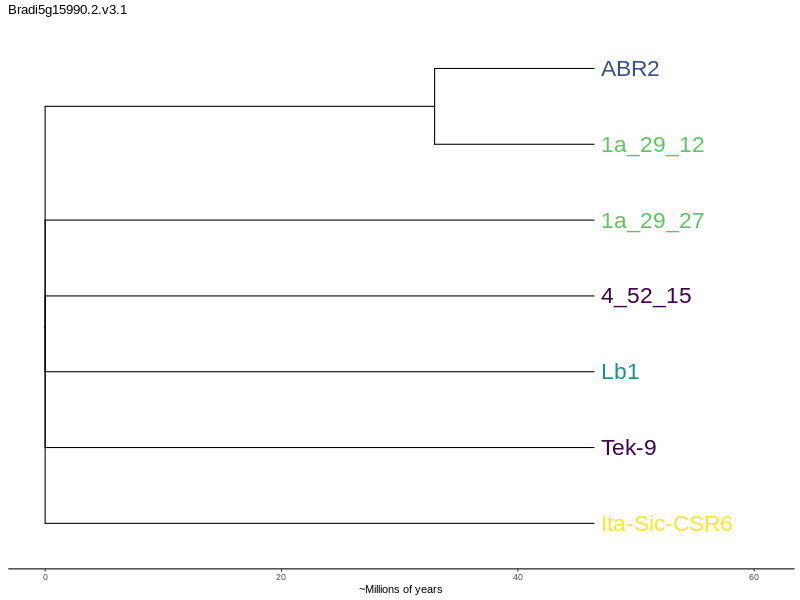 Bradi5g15990.2.v3.1
ABR2
1a_29_12
1a_29_27
4_52_15
Lb1
Tek-9
Ita-Sic-CSR6
0 20 40 60
~Millions of years